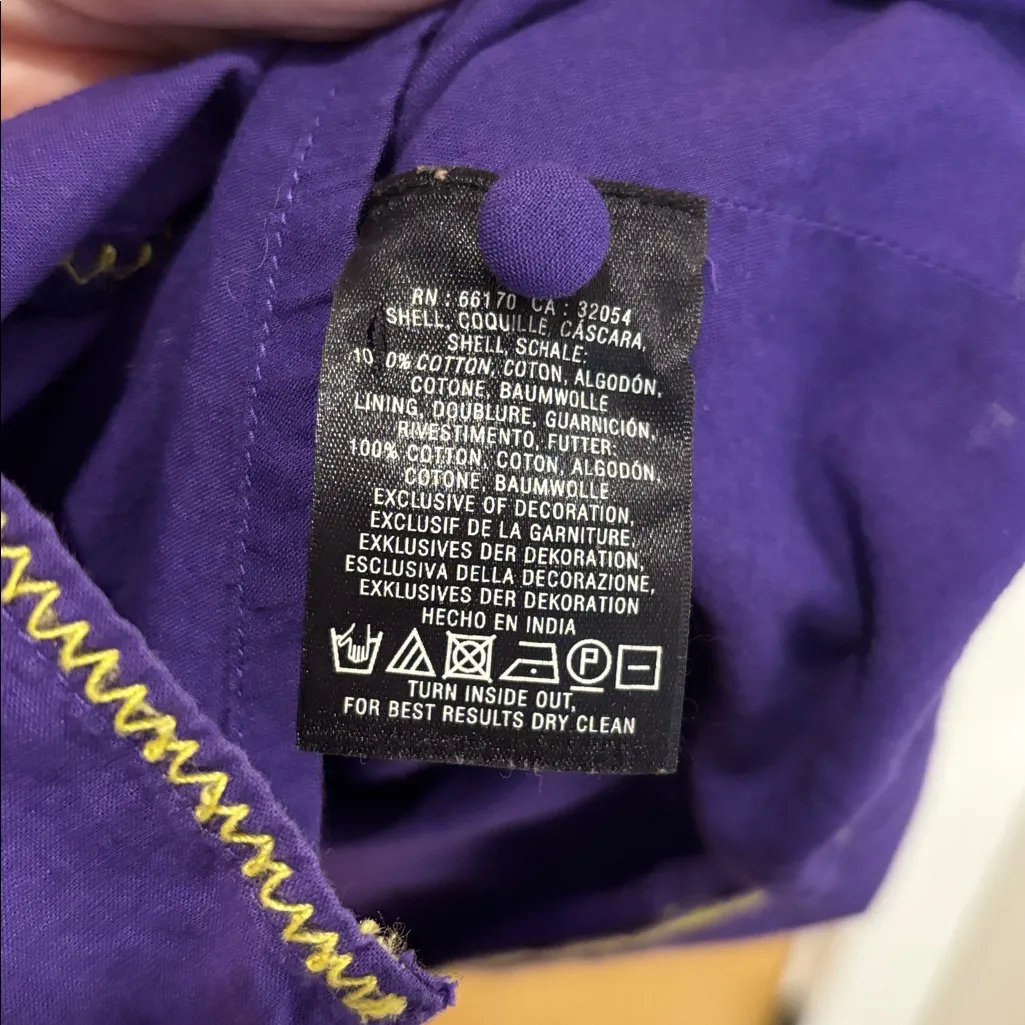 RN : 66170 CA : 32054
SHELL, COQUILLE, CÁSCARA,
SHELL, SCHALE:
10 0% COTTON, COTON, ALGODÓN,
COTONE, BAUMWOLLE
LINING, DOUBLURE, GUARNICIÓN,
RIVESTIMENTO, FUTTER:
100% COTTON, COTON, ALGODÓN,
COTONE, BAUMWOLLE
EXCLUSIVE OF DECORATION,
EXCLUSIF DE LA GARNITURE,
EXKLUSIVES DER DEKORATION,
ESCLUSIVA DELLA DECORAZIONE,
EXKLUSIVES DER DEKORATION
HECHO EN INDIA
P
TURN INSIDE OUT,
FOR BEST RESULTS DRY CLEAN